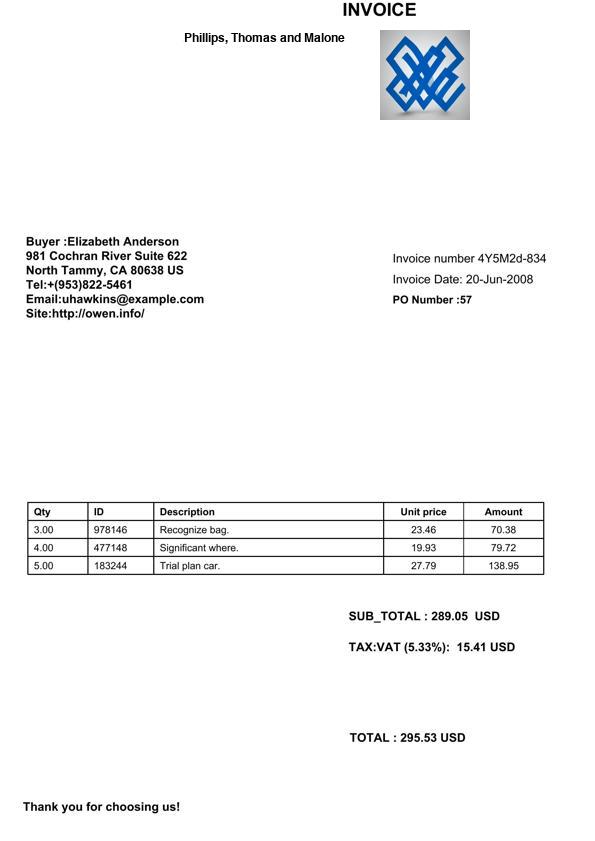 INVOICE
Phillips, Thomas and Malone
Buyer :Elizabeth Anderson
981 Cochran River Suite 622
North Tammy, CA 80638 US
Tel:+(953)822-5461
Email:uhawkins@example.com
Site:http://owen.info/
Invoice number 4Y5M2d-834
Invoice Date: 20-Jun-2008
PO Number :57
Qty ID Description Unit price Amount
3.00 978146 Recognize bag. 23.46 70.38
4.00 477148 Significant where. 19.93 79.72
5.00 183244 Trial plan car. 27.79 138.95
SUB_TOTAL : 289.05 USD
TAX:VAT (5.33%): 15.41 USD
TOTAL : 295.53 USD
Thank you for choosing us!